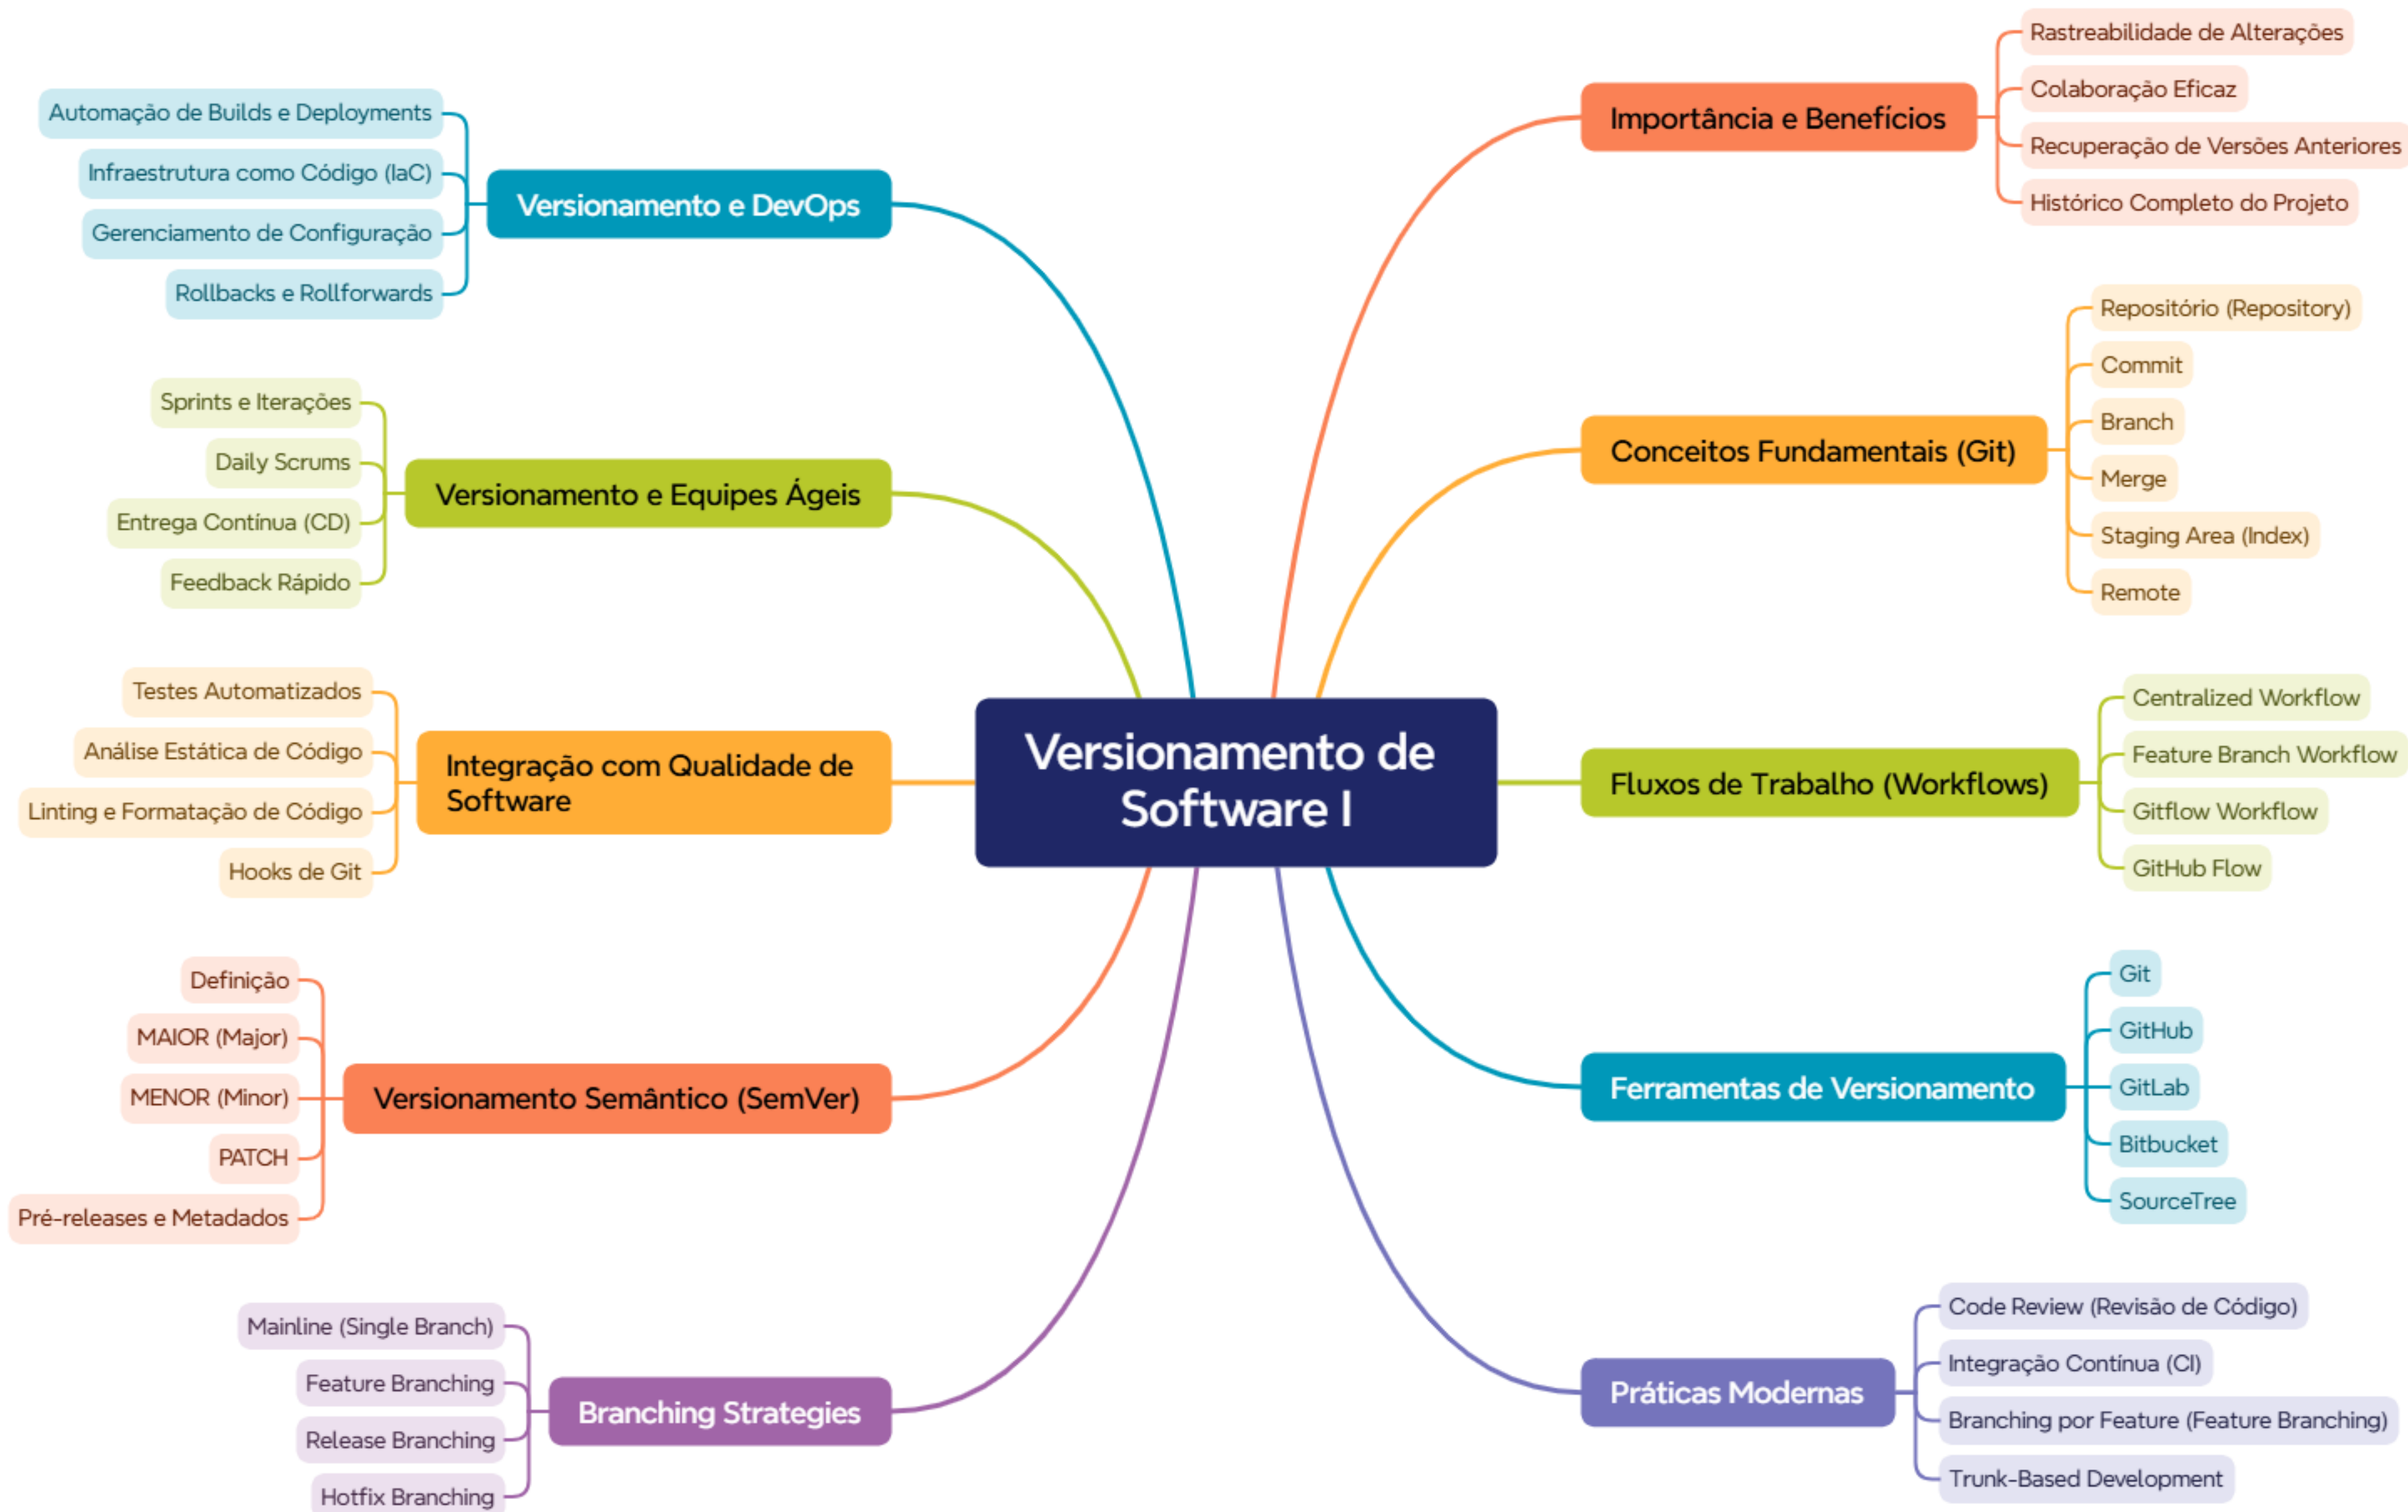 Versionamento de
Software I
Importância e Benefícios
Rastreabilidade de Alterações
Colaboração Eficaz
Recuperação de Versões Anteriores
Histórico Completo do Projeto
Conceitos Fundamentais (Git)
Repositório (Repository)
Commit
Branch
Merge
Staging Area (Index)
Remote
Fluxos de Trabalho (Workflows)
Centralized Workflow
Feature Branch Workflow
Gitflow Workflow
GitHub Flow
Ferramentas de Versionamento
Git
GitHub
GitLab
Bitbucket
SourceTree
Práticas Modernas
Code Review (Revisão de Código)
Integração Contínua (CI)
Branching por Feature (Feature Branching)
Trunk-Based Development
Versionamento e DevOps
Automação de Builds e Deployments
Infraestrutura como Código (IaC)
Gerenciamento de Configuração
Rollbacks e Rollforwards
Versionamento e Equipes Ágeis
Sprints e Iterações
Daily Scrums
Entrega Contínua (CD)
Feedback Rápido
Integração com Qualidade de
Software
Testes Automatizados
Análise Estática de Código
Linting e Formatação de Código
Hooks de Git
Versionamento Semântico (SemVer)
Definição
MAIOR (Major)
MENOR (Minor)
PATCH
Pré-releases e Metadados
Branching Strategies
Mainline (Single Branch)
Feature Branching
Release Branching
Hotfix Branching